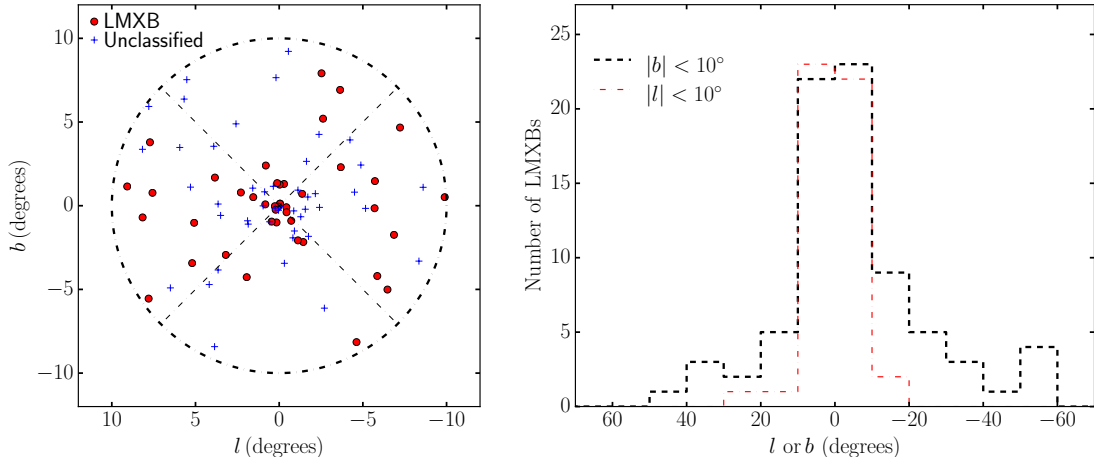 LMXB
Unclassified
10
5
0
−5
−10
b (degrees)
10
5
0
−5
−10
l (degrees)
|b| < 10°
|l| < 10°
25
20
15
10
5
0
Number of LMXBs
60
40
20
0
−20
−40
−60
l or b (degrees)